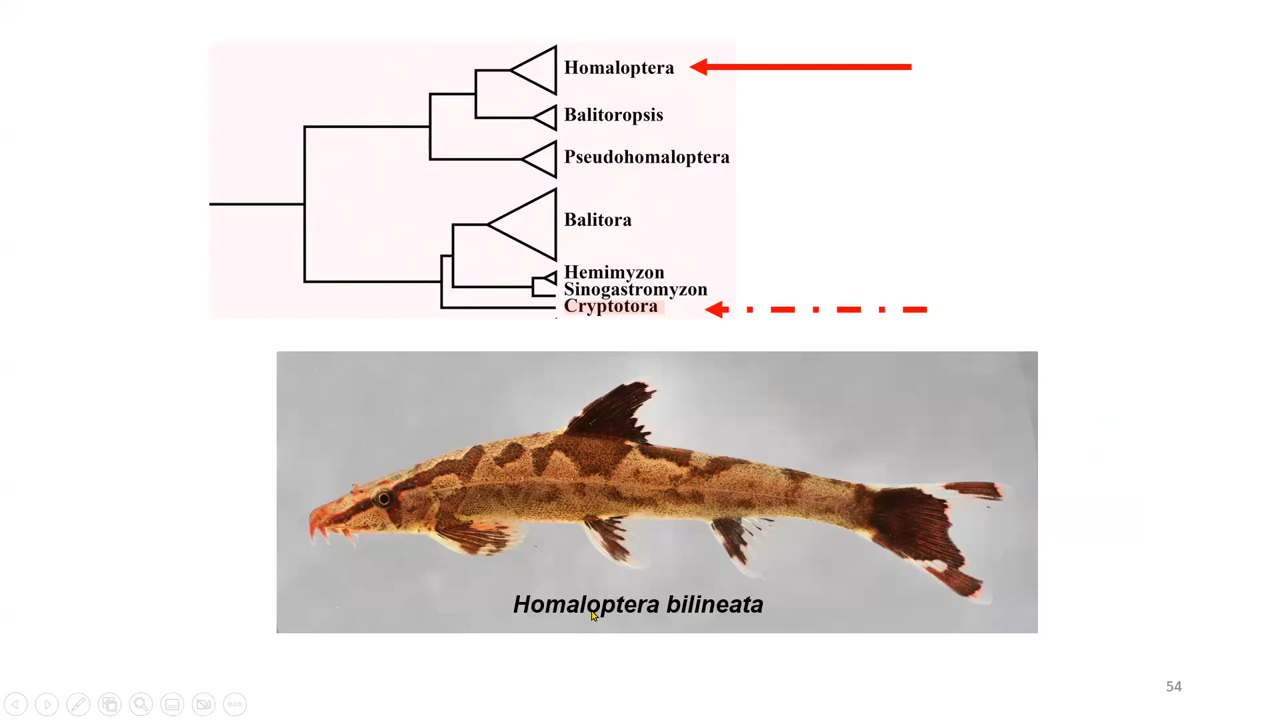 Homaloptera
Balitoropsis
Pseudohomaloptera
Balitora
Hemimyzon
Sinogastromyzon
Cryptotora
Homaloptera bilineata
54